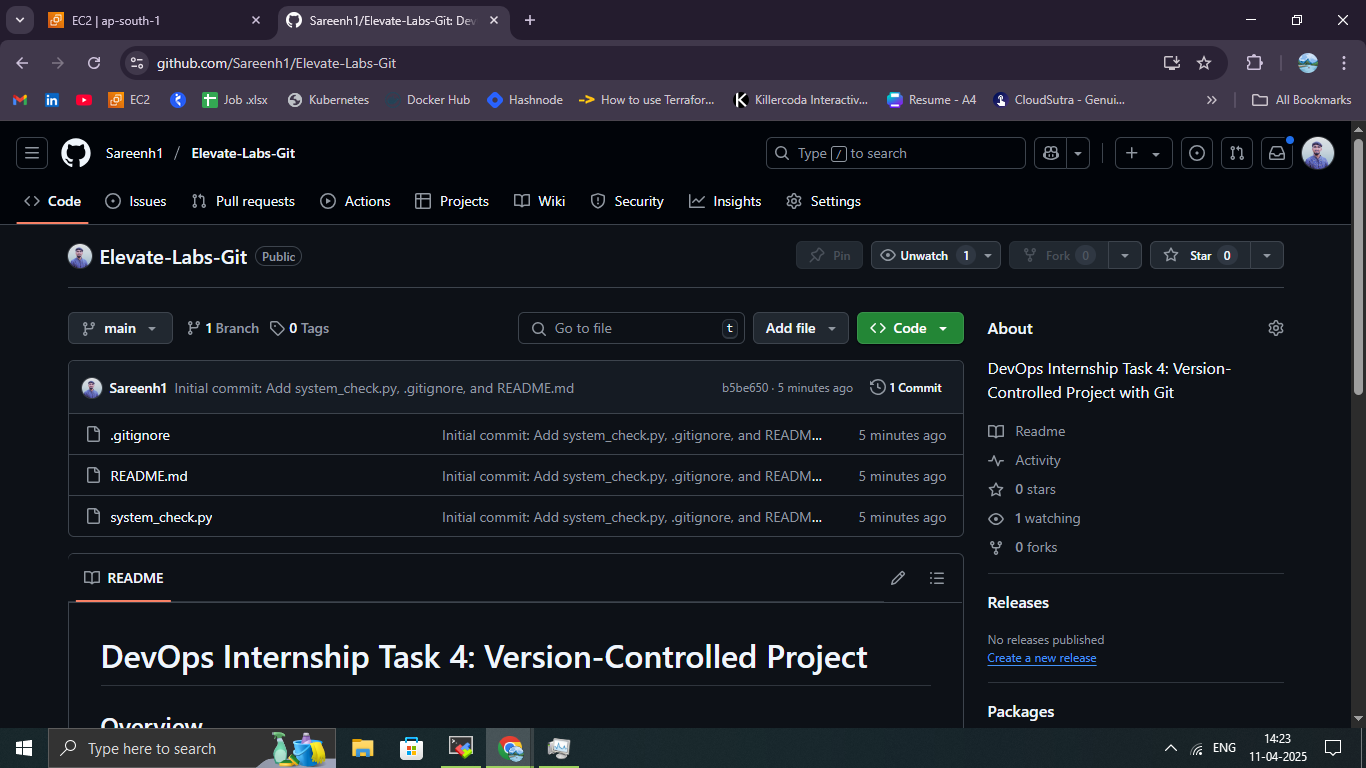 EC2 | ap-south-1
Sareenh1/Elevate-Labs-Git: Dev
github.com/Sareenh1/Elevate-Labs-Git
EC2
Job .xlsx
Kubernetes
Docker Hub
Hashnode
How to use Terrafor...
Killercoda Interactiv...
Resume - A4
CloudSutra - Genui...
»
All Bookmarks
Sareenh1 / Elevate-Labs-Git
Type / to search
Code
Issues
Pull requests
Actions
Projects
Wiki
Security
Insights
Settings
Elevate-Labs-Git Public
Pin
Unwatch 1
Fork 0
Star 0
main
1 Branch
0 Tags
Go to file t
Add file
Code
Sareenh1 Initial commit: Add system_check.py, .gitignore, and README.md b5be650 · 5 minutes ago 1 Commit
.gitignore Initial commit: Add system_check.py, .gitignore, and READM... 5 minutes ago
README.md Initial commit: Add system_check.py, .gitignore, and READM... 5 minutes ago
system_check.py Initial commit: Add system_check.py, .gitignore, and READM... 5 minutes ago
README
DevOps Internship Task 4: Version-Controlled Project
Overview
About
DevOps Internship Task 4: Version-
Controlled Project with Git
Readme
Activity
0 stars
1 watching
0 forks
Releases
No releases published
Create a new release
Packages
Type here to search
ENG
14:23
11-04-2025